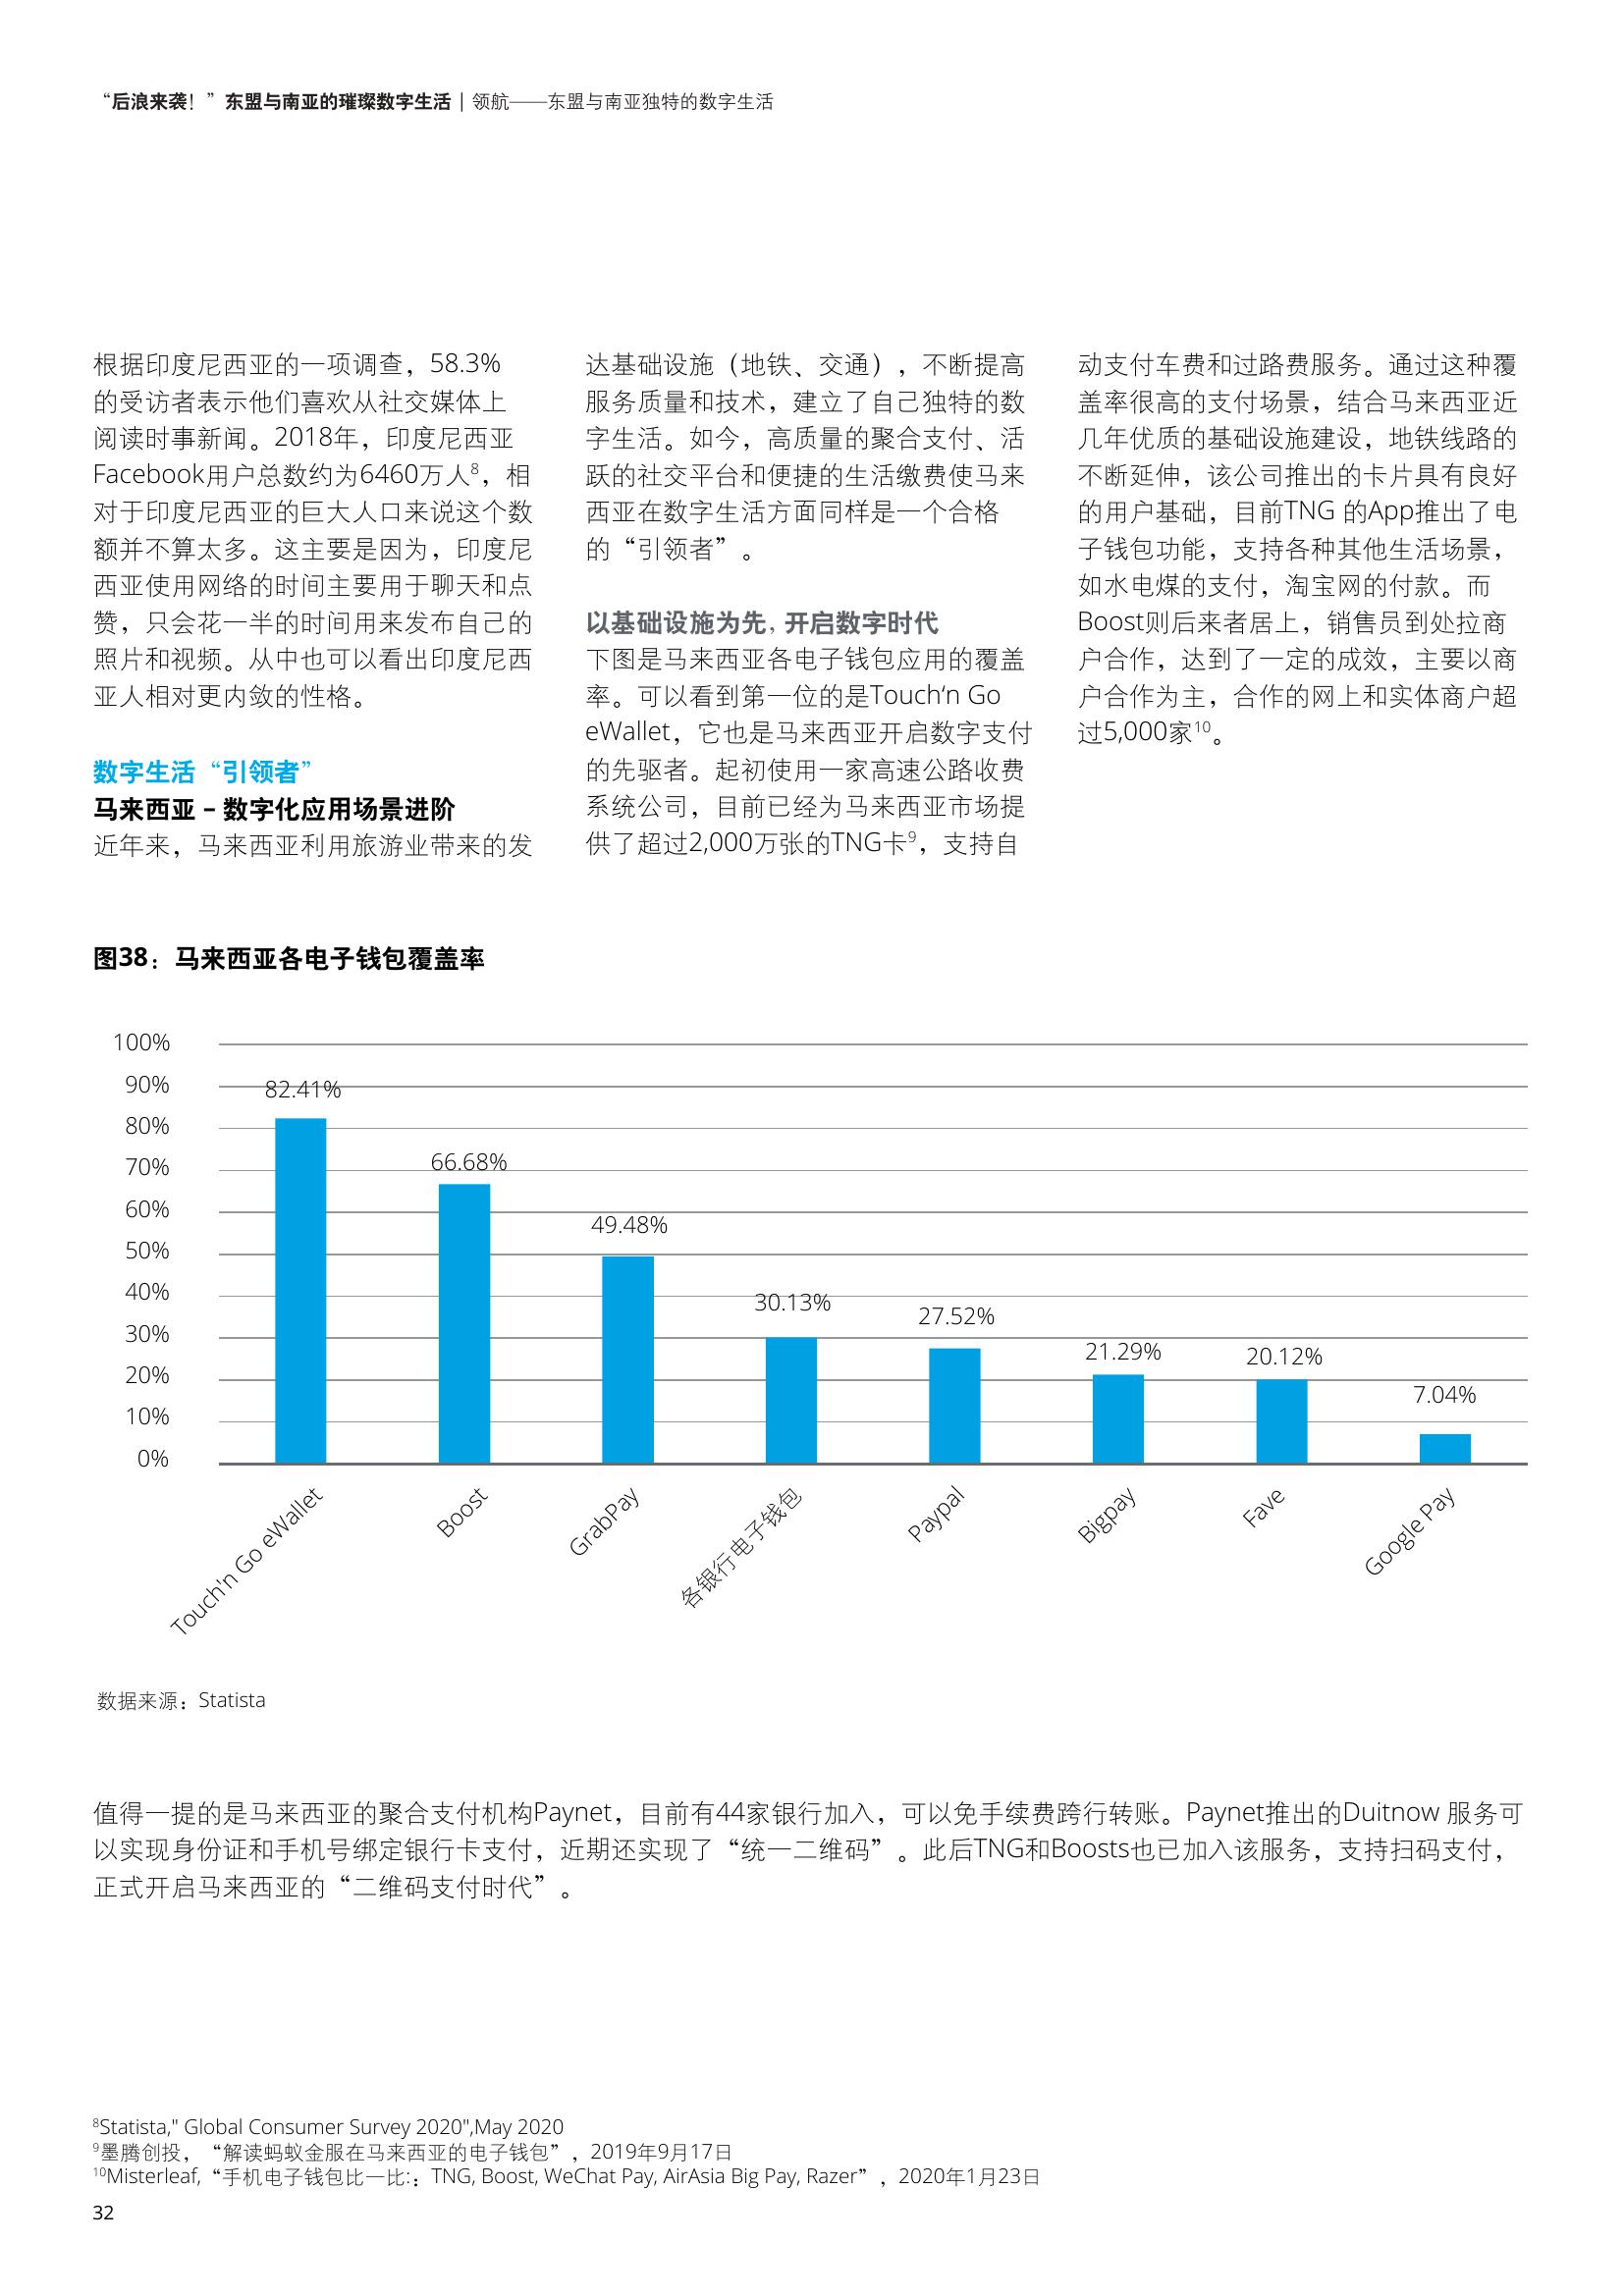 “后浪来袭！”东盟与南亚的璀璨数字生活 | 领航——东盟与南亚独特的数字生活
根据印度尼西亚的一项调查，58.3%
的受访者表示他们喜欢从社交媒体上
阅读时事新闻。2018年，印度尼西亚
Facebook用户总数约为6460万人⁸，相
对于印度尼西亚的巨大人口来说这个数
额并不算太多。这主要是因为，印度尼
西亚使用网络的时间主要用于聊天和点
赞，只会花一半的时间用来发布自己的
照片和视频。从中也可以看出印度尼西
亚人相对更内敛的性格。
数字生活“引领者”
马来西亚 – 数字化应用场景进阶
近年来，马来西亚利用旅游业带来的发
达基础设施（地铁、交通），不断提高
服务质量和技术，建立了自己独特的数
字生活。如今，高质量的聚合支付、活
跃的社交平台和便捷的生活缴费使马来
西亚在数字生活方面同样是一个合格
的“引领者”。
以基础设施为先，开启数字时代
下图是马来西亚各电子钱包应用的覆盖
率。可以看到第一位的是Touch‘n Go
eWallet，它也是马来西亚开启数字支付
的先驱者。起初使用一家高速公路收费
系统公司，目前已经为马来西亚市场提
供了超过2,000万张的TNG卡⁹，支持自
动支付车费和过路费服务。通过这种覆
盖率很高的支付场景，结合马来西亚近
几年优质的基础设施建设，地铁线路的
不断延伸，该公司推出的卡片具有良好
的用户基础，目前TNG 的App推出了电
子钱包功能，支持各种其他生活场景，
如水电煤的支付，淘宝网的付款。而
Boost则后来者居上，销售员到处拉商
户合作，达到了一定的成效，主要以商
户合作为主，合作的网上和实体商户超
过5,000家¹⁰。
图38：马来西亚各电子钱包覆盖率
100%
90%
80%
70%
60%
50%
40%
30%
20%
10%
0%
82.41%
66.68%
49.48%
30.13%
27.52%
21.29%
20.12%
7.04%
Touch'n Go eWallet
Boost
GrabPay
各银行电子钱包
Paypal
Bigpay
Fave
Google Pay
数据来源：Statista
值得一提的是马来西亚的聚合支付机构Paynet，目前有44家银行加入，可以免手续费跨行转账。Paynet推出的Duitnow 服务可
以实现身份证和手机号绑定银行卡支付，近期还实现了“统一二维码”。此后TNG和Boosts也已加入该服务，支持扫码支付，
正式开启马来西亚的“二维码支付时代”。
⁸Statista," Global Consumer Survey 2020",May 2020
⁹墨腾创投，“解读蚂蚁金服在马来西亚的电子钱包”，2019年9月17日
¹⁰Misterleaf,“手机电子钱包比一比:：TNG, Boost, WeChat Pay, AirAsia Big Pay, Razer”，2020年1月23日
32